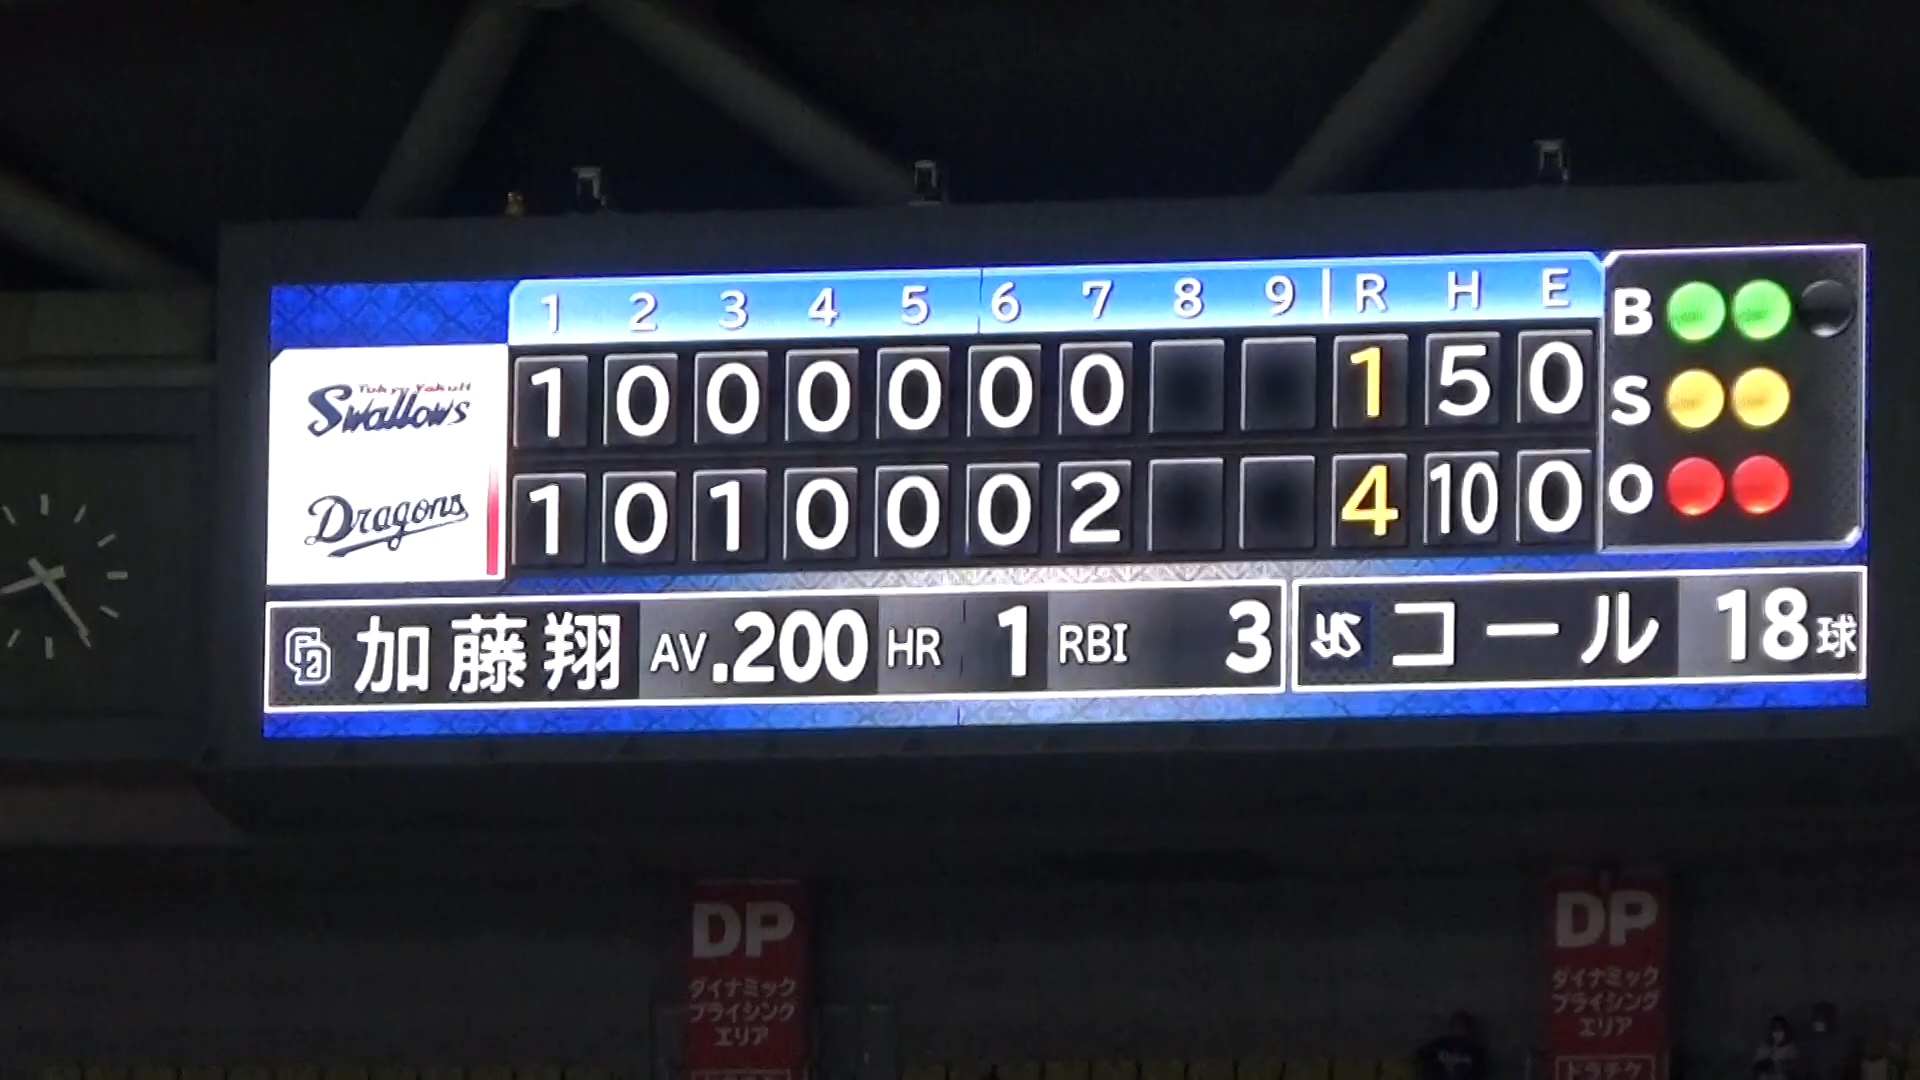 1 2 3 4 5 6 7 8 9 R H E
Tokyo Yakult
Swallows 1 0 0 0 0 0 0 1 5 0
Dragons 1 0 1 0 0 0 2 4 10 0
B
S
O
CD 加藤翔 AV .200 HR 1 RBI 3
YS コール 18球
DP
ダイナミック
プライシング
エリア
DP
ダイナミック
プライシング
エリア